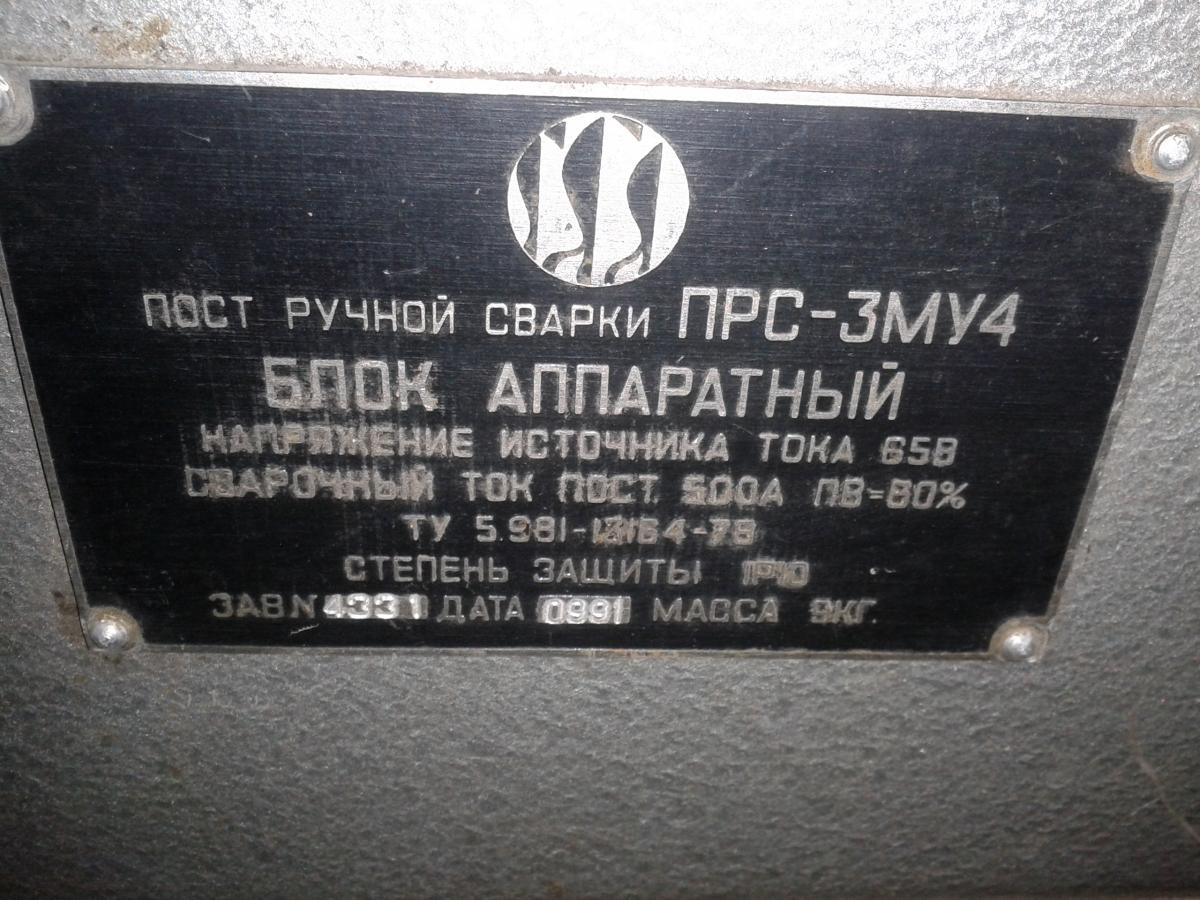 ПОСТ РУЧНОЙ СВАРКИ ПРС-3МУ4
БЛОК АППАРАТНЫЙ
НАПРЯЖЕНИЕ ИСТОЧНИКА ТОКА 65В
СВАРОЧНЫЙ ТОК ПОСТ. 500А ПВ=60%
ТУ 5.981-13164-78
СТЕПЕНЬ ЗАЩИТЫ IP10
ЗАВ.N 4331 ДАТА 0991 МАССА 9КГ.